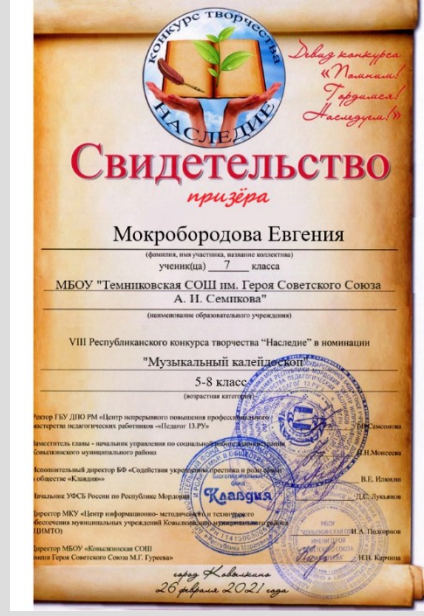 КОНКУРС ТВОРЧЕСТВА
НАСЛЕДИЕ
Девиз конкурса
«Помним!
Гордимся!
Наследуем!»
Свидетельство
призёра
Мокробородова Евгения
(фамилия, имя участника, название коллектива)
ученик(ца) 7 класса
МБОУ "Темниковская СОШ им. Героя Советского Союза
А. И. Семикова"
(наименование образовательного учреждения)
VIII Республиканского конкурса творчества "Наследие" в номинации
"Музыкальный калейдоскоп"
5-8 класс
(возрастная категория)
Ректор ГБУ ДПО РМ «Центр непрерывного повышения профессионального
мастерства педагогических работников -«Педагог 13.РУ»
Заместитель главы - начальник управления по социальной работе
Ковылкинского муниципального района
Н.Моисеева
Исполнительный директор БФ «Содействия укреплению престижа и роли
в обществе «Клавдия»
В.Е.
Клавдия
Начальник УФСБ России по Республике Мордовия
Д.С. Лукьянов
Директор МКУ «Центр информационно- методического и технического
обеспечения муниципальных учреждений Ковылкинского муниципального района
(ЦИМТО)
И.А.
Директор МБОУ «Ковылкинская СОШ
имени Героя Советского Союза М.Г. Гуреева»
Н.Н.
город Ковылкино
26 февраля 2021 года